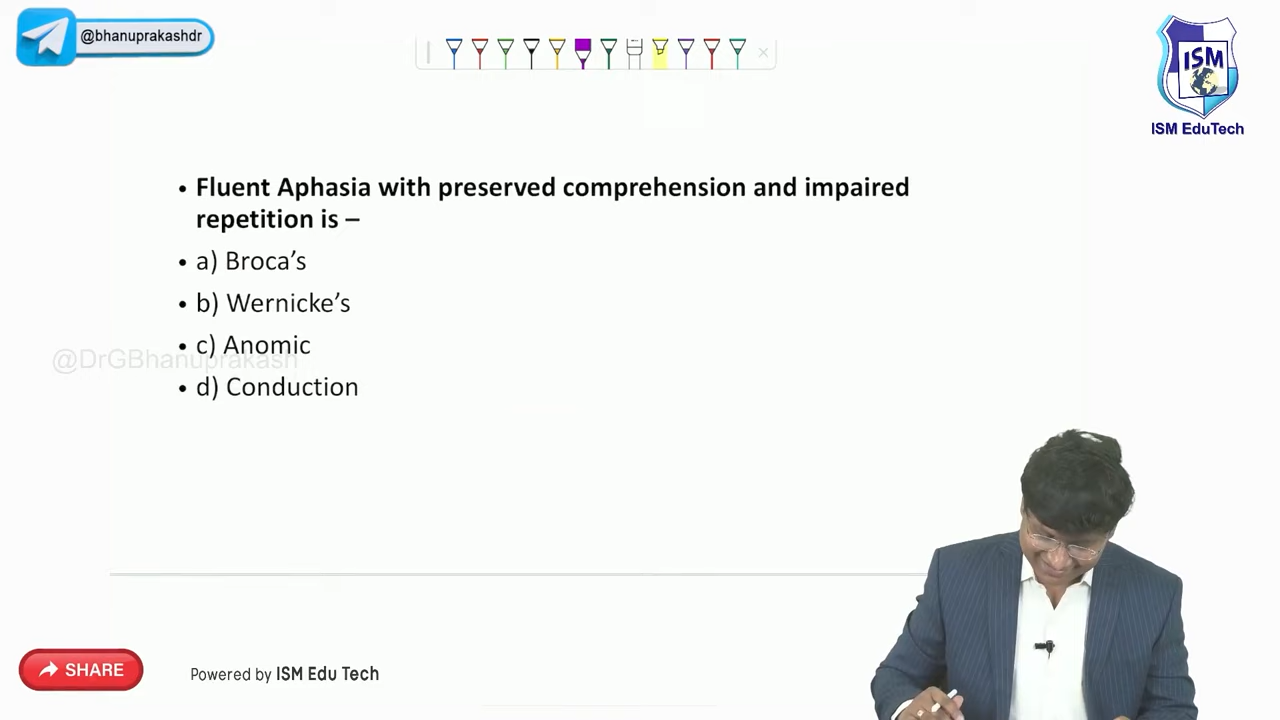 @bhanuprakashdr
ISM
ISM EduTech
• Fluent Aphasia with preserved comprehension and impaired
repetition is –
• a) Broca’s
• b) Wernicke’s
• c) Anomic
@DrGBhanuprakash
• d) Conduction
SHARE
Powered by ISM Edu Tech